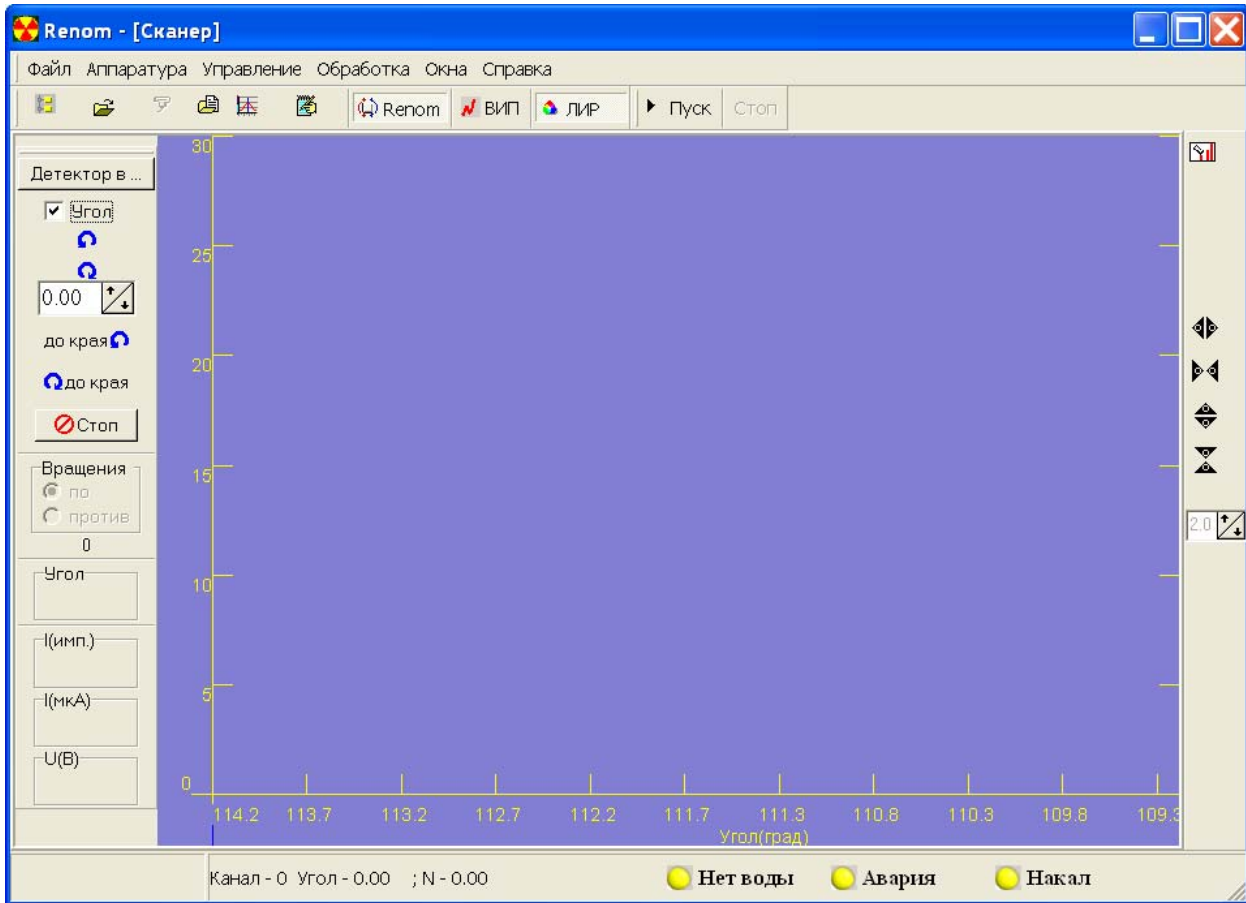 Renom - [Сканер]
Файл Аппаратура Управление Обработка Окна Справка
Renom ВИП ЛИР Пуск Стоп
Детектор в ...
Угол
0.00
до края
до края
Стоп
Вращения
по
против
0
Угол
I(имп.)
I(мкА)
U(В)
30
25
20
15
10
5
0
114.2 113.7 113.2 112.7 112.2 111.7 111.3 110.8 110.3 109.8 109.3
Угол(град)
2.0
Канал - 0 Угол - 0.00 ; N - 0.00 Нет воды Авария Накал